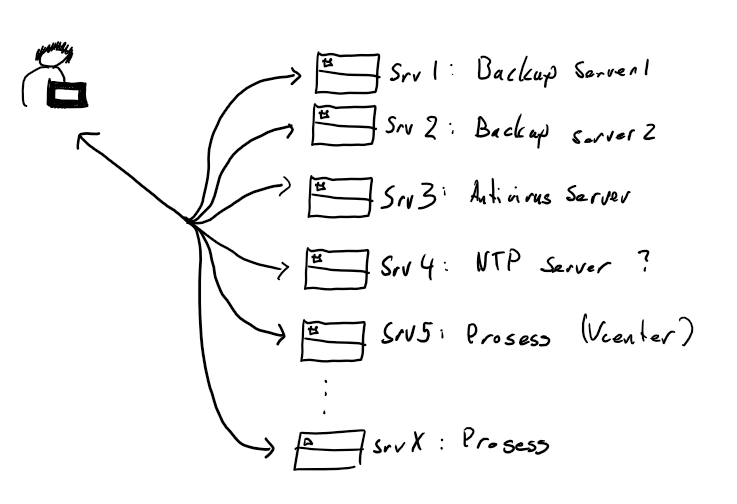 Srv 1: Backup Server1
Srv 2: Backup server 2
Srv3: Antivirus Server
Srv 4: NTP Server ?
Srv5: Prosess (Vcenter)
SrvX: Prosess